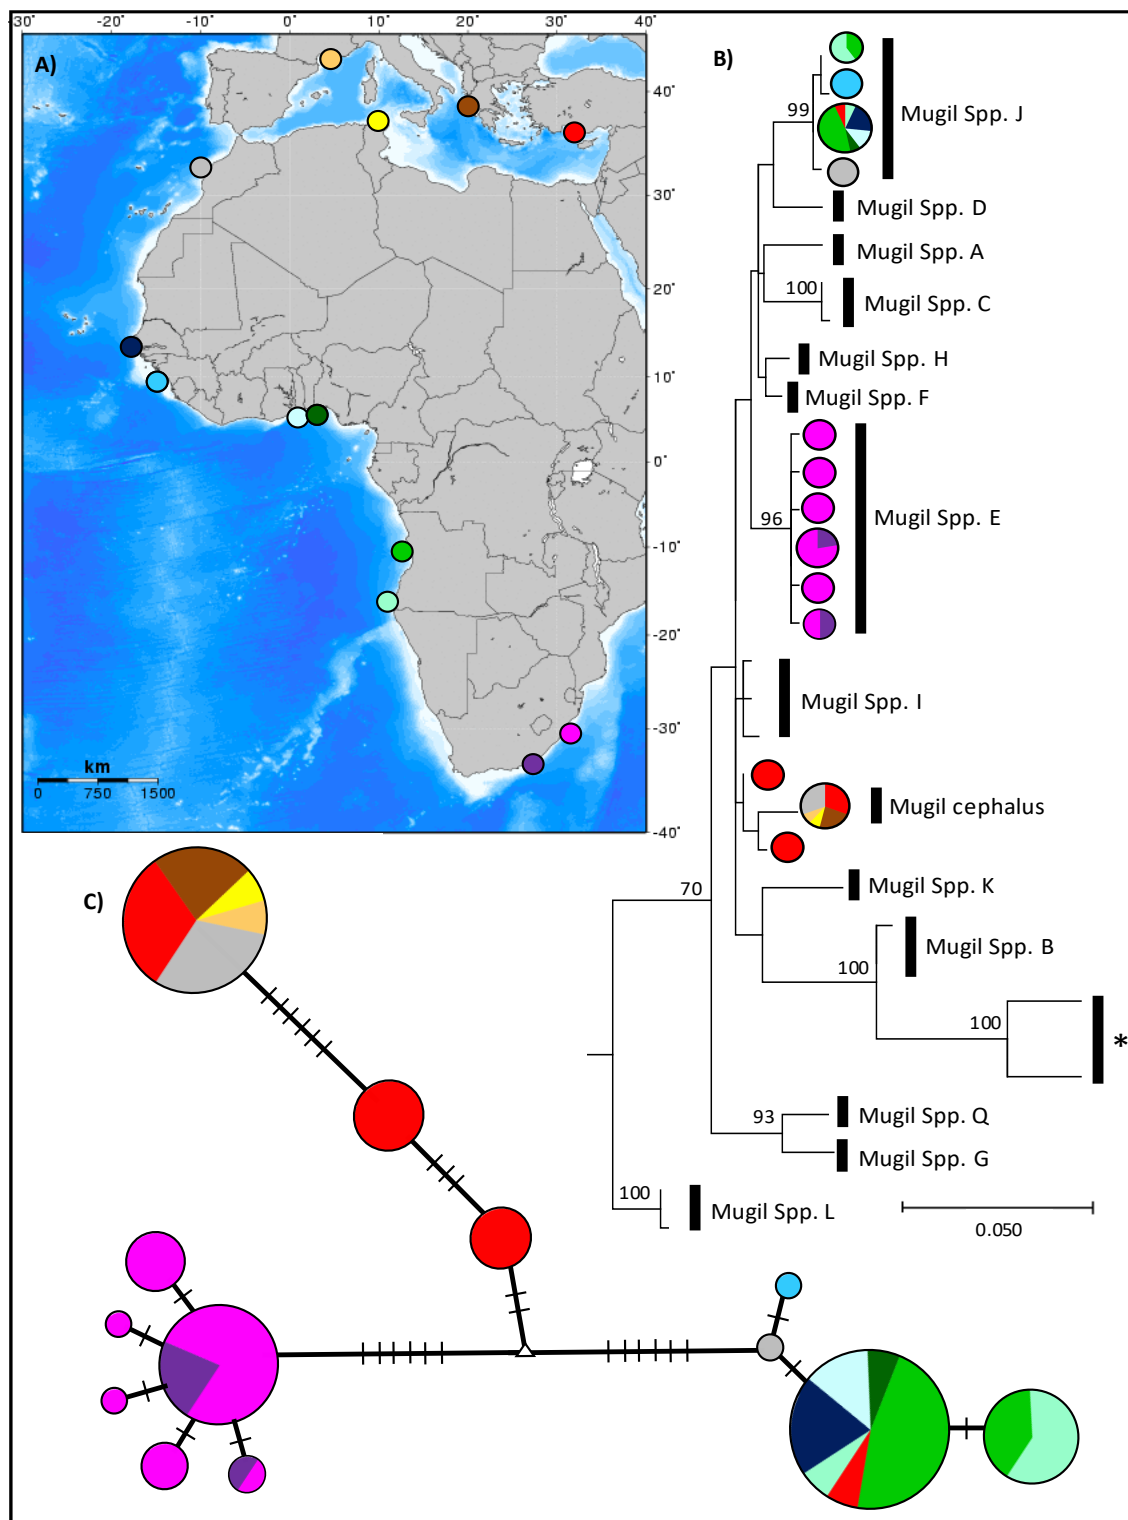 -30° -20° -10° 0° 10° 20° 30° 40°
A)
40°
30°
20°
10°
0°
-10°
-20°
-30°
-40°
km
0 750 1500
B)
99
Mugil Spp. J
Mugil Spp. D
Mugil Spp. A
100
Mugil Spp. C
Mugil Spp. H
Mugil Spp. F
96
Mugil Spp. E
Mugil Spp. I
Mugil cephalus
70
Mugil Spp. K
100
Mugil Spp. B
100
*
93
Mugil Spp. Q
Mugil Spp. G
100
Mugil Spp. L
0.050
C)